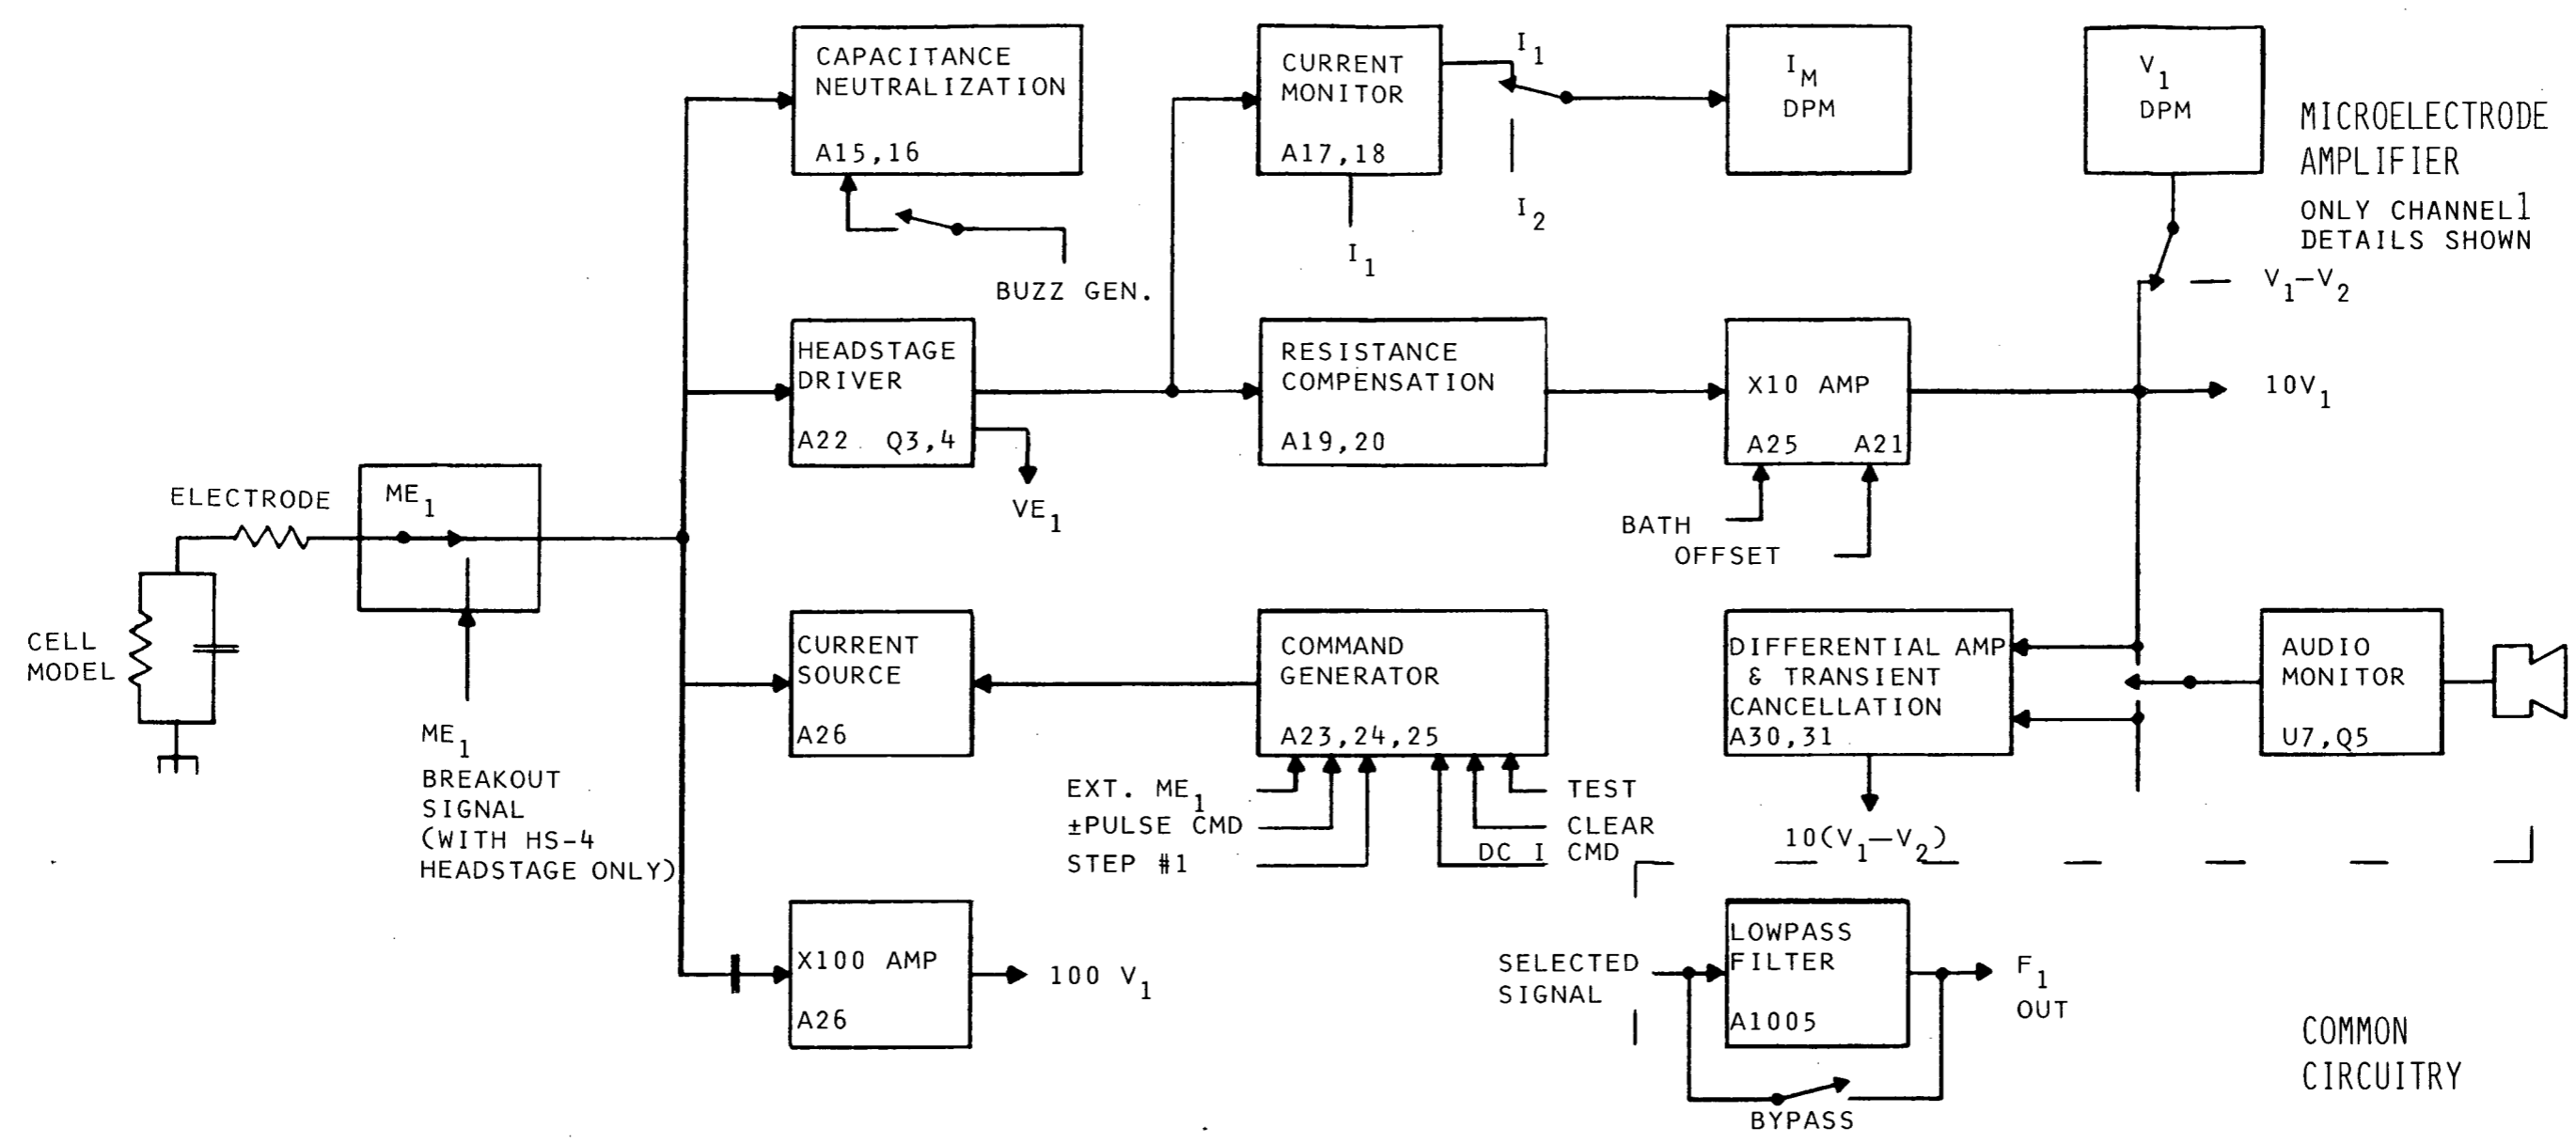 CAPACITANCE
NEUTRALIZATION
A15,16
BUZZ GEN.
CURRENT
MONITOR
A17,18
I1
I1
I2
IM
DPM
V1
DPM
MICROELECTRODE
AMPLIFIER
ONLY CHANNEL1
DETAILS SHOWN
V1—V2
HEADSTAGE
DRIVER
A22 Q3,4
VE1
RESISTANCE
COMPENSATION
A19,20
X10 AMP
A25 A21
BATH
OFFSET
10V1
ELECTRODE
ME1
CELL
MODEL
ME1
BREAKOUT
SIGNAL
(WITH HS-4
HEADSTAGE ONLY)
CURRENT
SOURCE
A26
COMMAND
GENERATOR
A23,24,25
EXT. ME1
±PULSE CMD
STEP #1
TEST
CLEAR
DC I CMD
DIFFERENTIAL AMP
& TRANSIENT
CANCELLATION
A30,31
10(V1—V2)
AUDIO
MONITOR
U7,Q5
X100 AMP
A26
100 V1
SELECTED
SIGNAL
LOWPASS
FILTER
A1005
F1
OUT
BYPASS
COMMON
CIRCUITRY